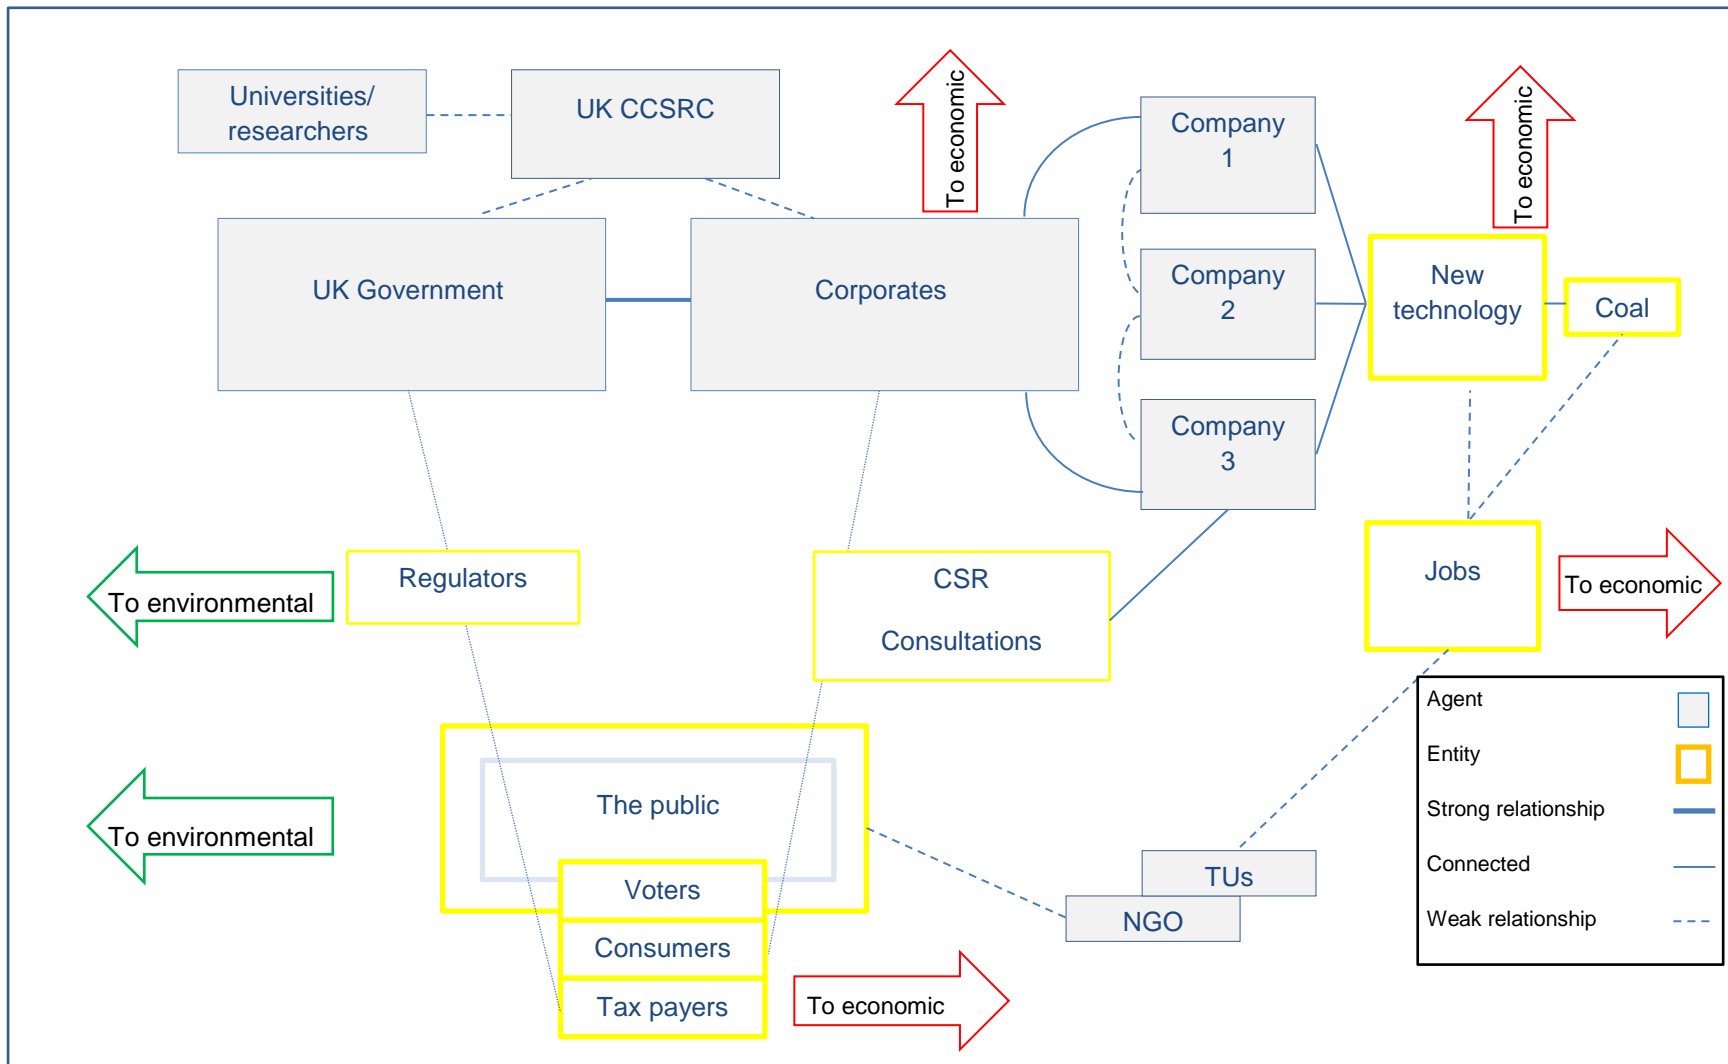 Universities/
researchers
UK CCSRC
To economic
Company
1
To economic
UK Government
Corporates
Company
2
New
technology
Coal
Company
3
To environmental
Regulators
CSR
Consultations
Jobs
To economic
To environmental
The public
Voters
Consumers
Tax payers
To economic
TUs
NGO
Agent
Entity
Strong relationship
Connected
Weak relationship